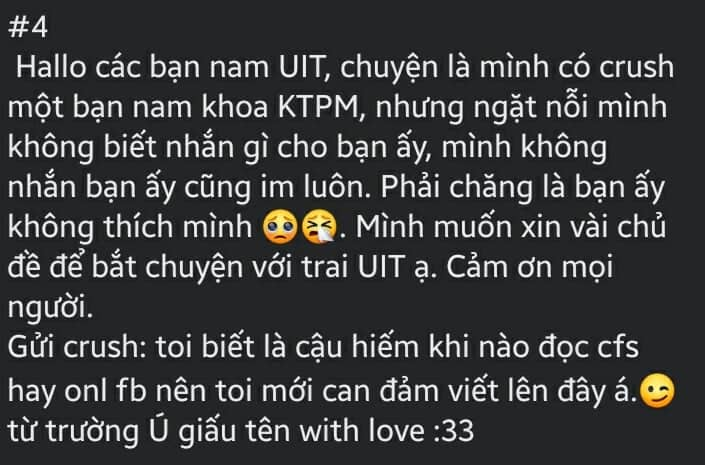 #4
Hallo các bạn nam UIT, chuyện là mình có crush
một bạn nam khoa KTPM, nhưng ngặt nỗi mình
không biết nhắn gì cho bạn ấy, mình không
nhắn bạn ấy cũng im luôn. Phải chăng là bạn ấy
không thích mình 😢🤧. Mình muốn xin vài chủ
đề để bắt chuyện với trai UIT ạ. Cảm ơn mọi
người.
Gửi crush: toi biết là cậu hiếm khi nào đọc cfs
hay onl fb nên toi mới can đảm viết lên đây á.😉
từ trường Ú giấu tên with love :33